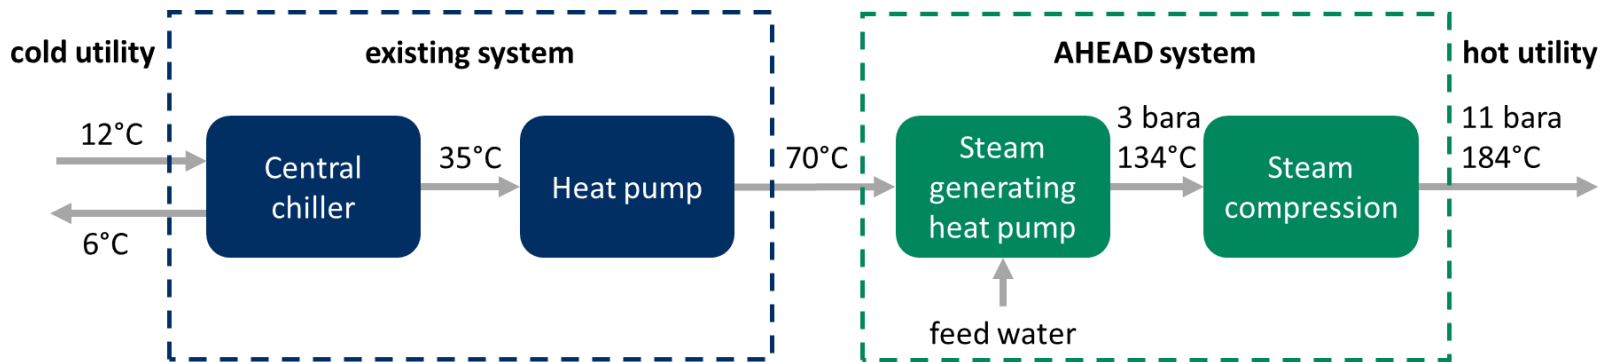 cold utility
existing system
AHEAD system
hot utility
12°C
6°C
Central
chiller
35°C
Heat pump
70°C
Steam
generating
heat pump
feed water
3 bara
134°C
Steam
compression
11 bara
184°C